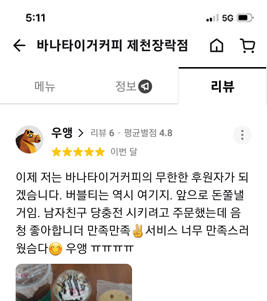 5:11 5G
바나타이거커피 제천장락점
메뉴 정보 리뷰
우앵 > 리뷰 6 · 평균별점 4.8
이번 달
이제 저는 바나타이거커피의 무한한 후원자가 되
겠습니다. 버블티는 역시 여기지. 앞으로 돈쭐낼
거임. 남자친구 당충전 시키려고 주문했는데 음
청 좋아합니더 만족만족✌️서비스 너무 만족스러
웠슴다😋 우앵 ㅠㅠㅠㅠ